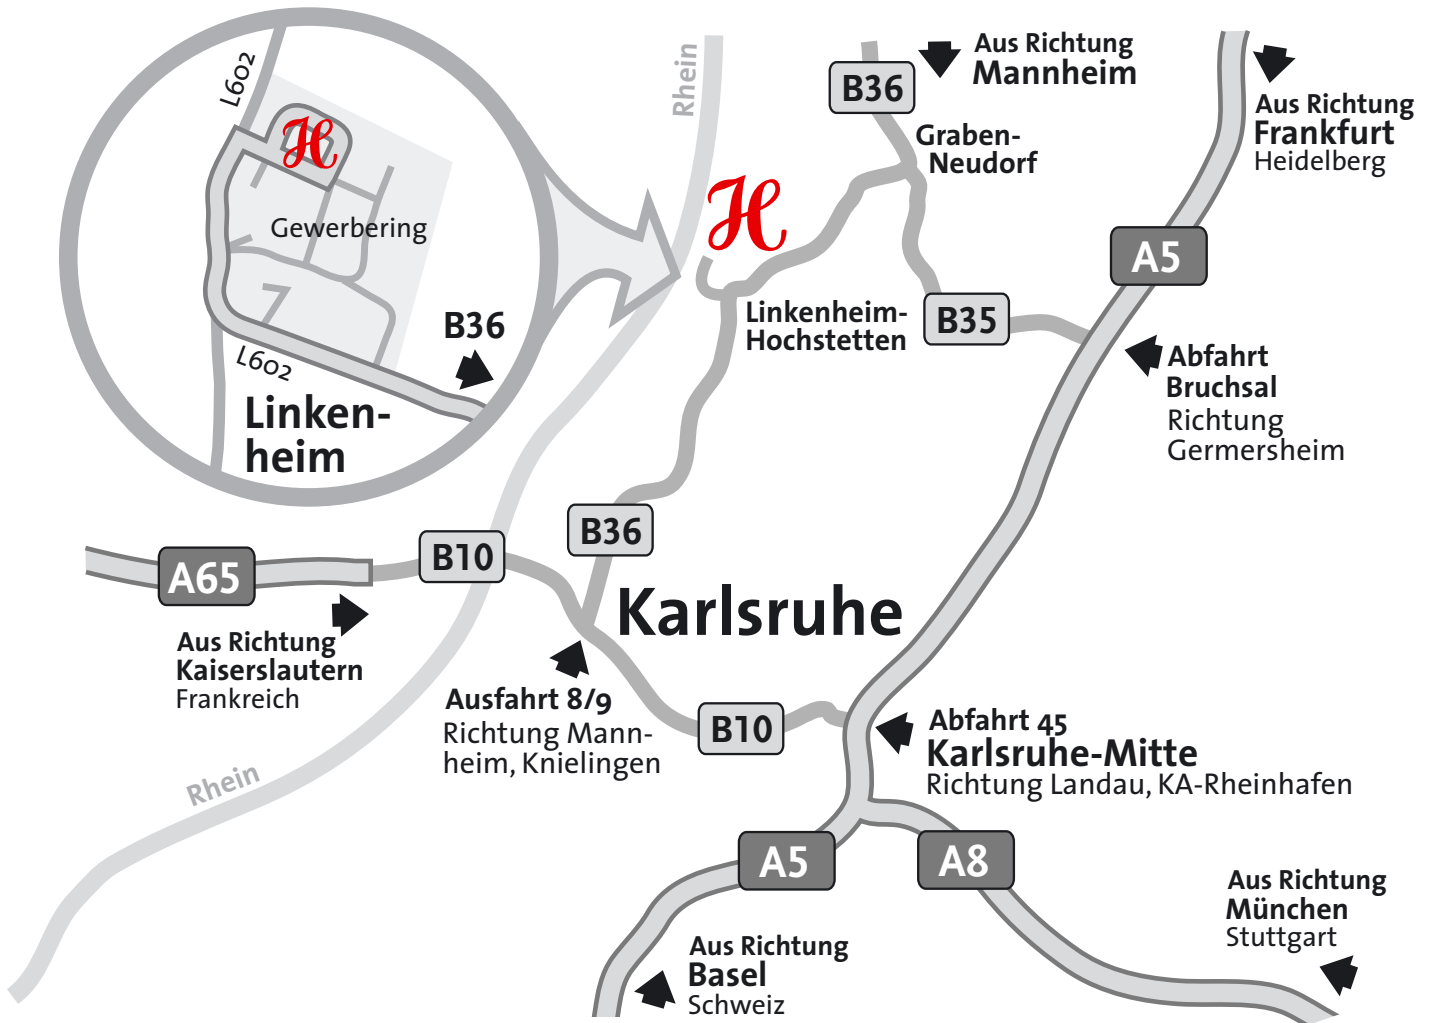 L602
H
Gewerbering
B36
L602
Linken-
heim
Rhein
H
B36
Aus Richtung
Mannheim
Graben-
Neudorf
Aus Richtung
Frankfurt
Heidelberg
A5
Linkenheim-
Hochstetten
B35
Abfahrt
Bruchsal
Richtung
Germersheim
B36
A65
B10
Karlsruhe
Aus Richtung
Kaiserslautern
Frankreich
Ausfahrt 8/9
Richtung Mann-
heim, Knielingen
B10
Abfahrt 45
Karlsruhe-Mitte
Richtung Landau, KA-Rheinhafen
Rhein
A5
A8
Aus Richtung
München
Stuttgart
Aus Richtung
Basel
Schweiz